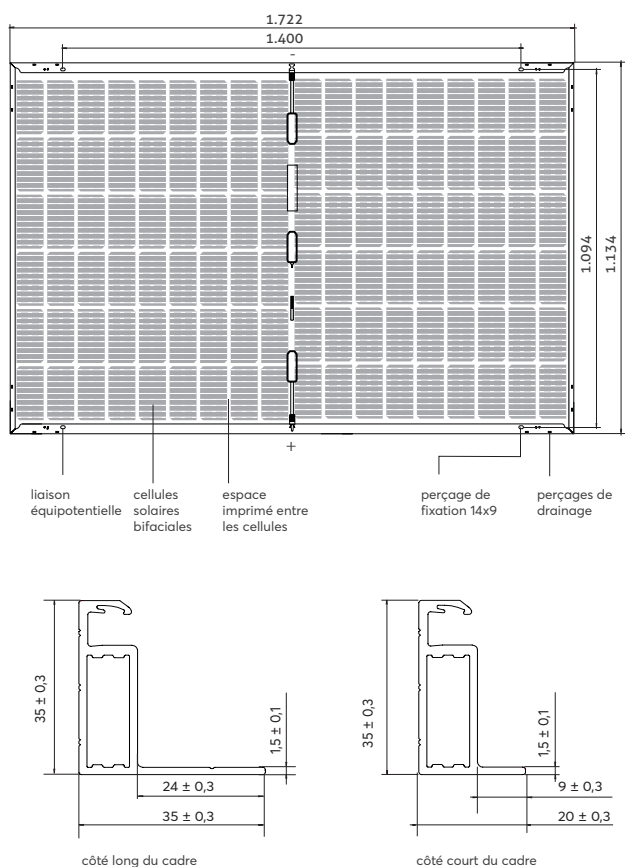 1.722
1.400
-
1.094
1.134
+
liaison
équipotentielle
cellules
solaires
bifaciales
espace
imprimé entre
les cellules
perçage de
fixation 14x9
perçages de
drainage
35 ± 0,3
1,5 ± 0,1
24 ± 0,3
35 ± 0,3
côté long du cadre
35 ± 0,3
1,5 ± 0,1
9 ± 0,3
20 ± 0,3
côté court du cadre